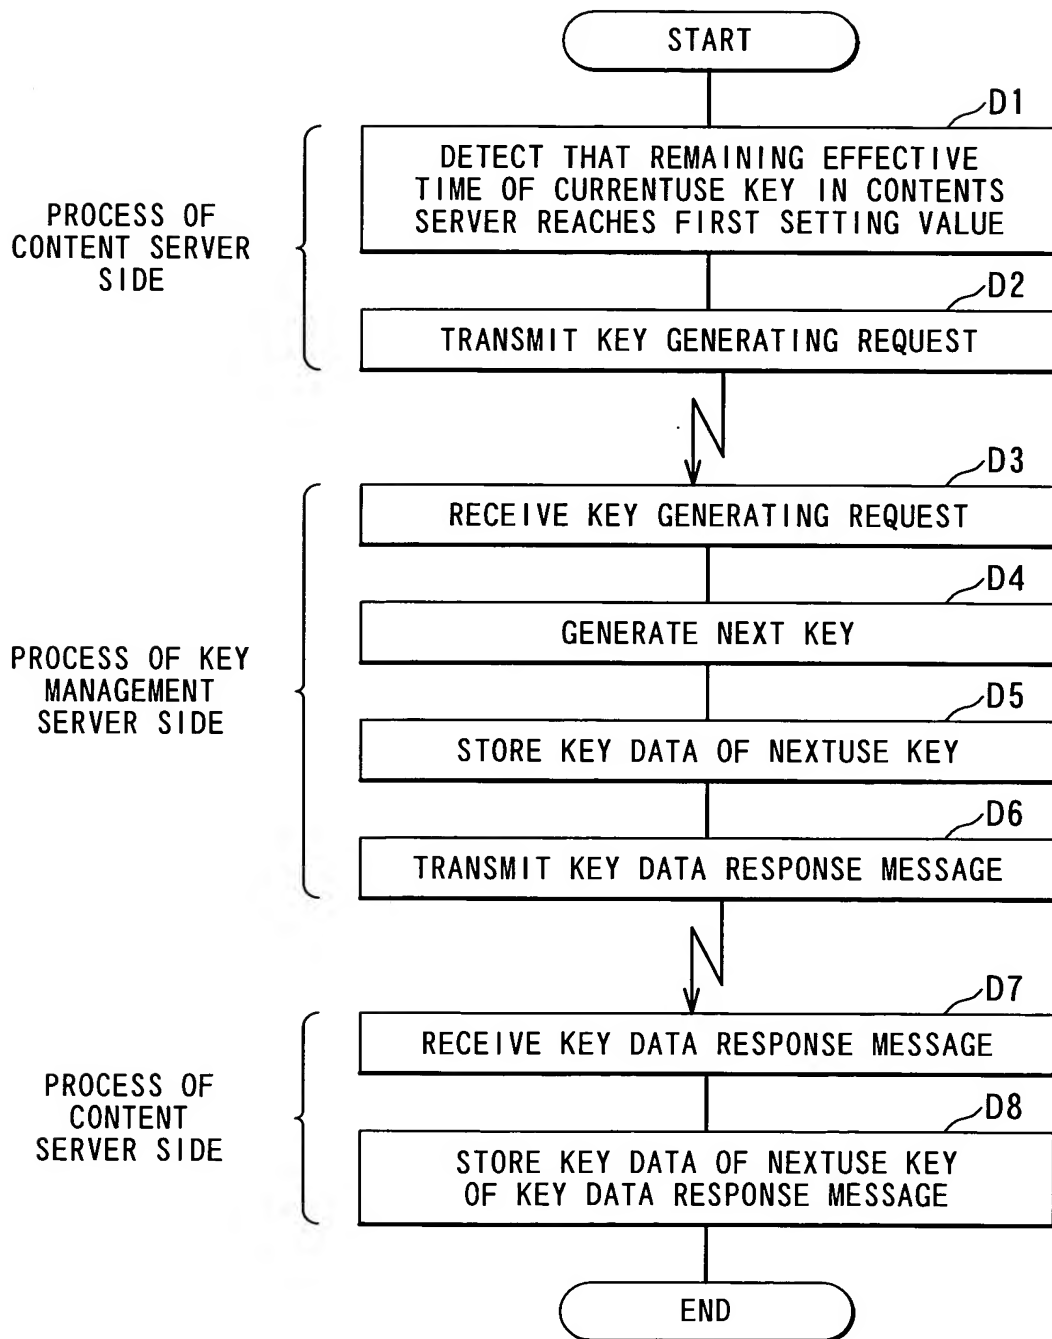 START
D1
DETECT THAT REMAINING EFFECTIVE
TIME OF CURRENTUSE KEY IN CONTENTS
SERVER REACHES FIRST SETTING VALUE
PROCESS OF
CONTENT SERVER
SIDE
D2
TRANSMIT KEY GENERATING REQUEST
D3
RECEIVE KEY GENERATING REQUEST
D4
GENERATE NEXT KEY
PROCESS OF KEY
MANAGEMENT
SERVER SIDE
D5
STORE KEY DATA OF NEXTUSE KEY
D6
TRANSMIT KEY DATA RESPONSE MESSAGE
D7
RECEIVE KEY DATA RESPONSE MESSAGE
PROCESS OF
CONTENT
SERVER SIDE
D8
STORE KEY DATA OF NEXTUSE KEY
OF KEY DATA RESPONSE MESSAGE
END